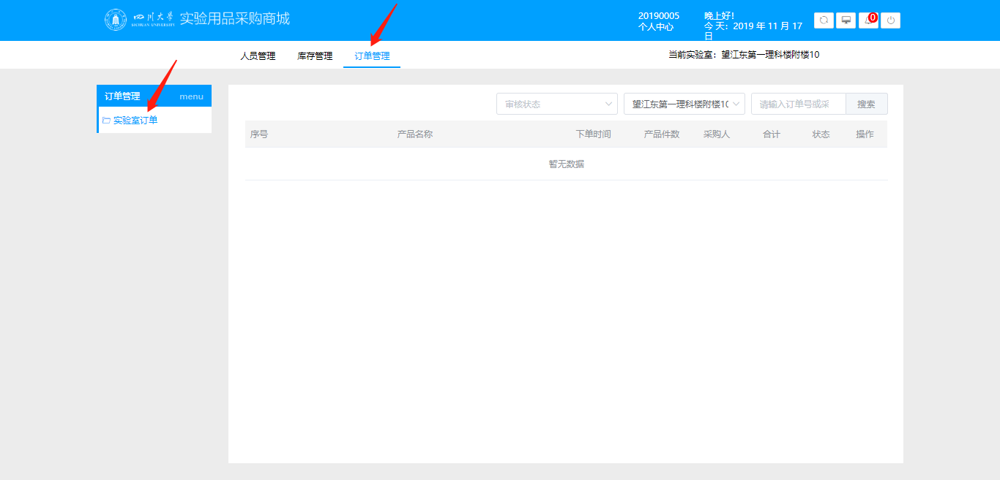 四川大学
SICHUAN UNIVERSITY
实验用品采购商城
20190005
个人中心
晚上好！
今 天：2019 年 11 月 17
日
0
人员管理
库存管理
订单管理
当前实验室：望江东第一理科楼附楼10
订单管理
menu
实验室订单
审核状态
望江东第一理科楼附楼10
请输入订单号或采
搜索
序号
产品名称
下单时间
产品件数
采购人
合计
状态
操作
暂无数据